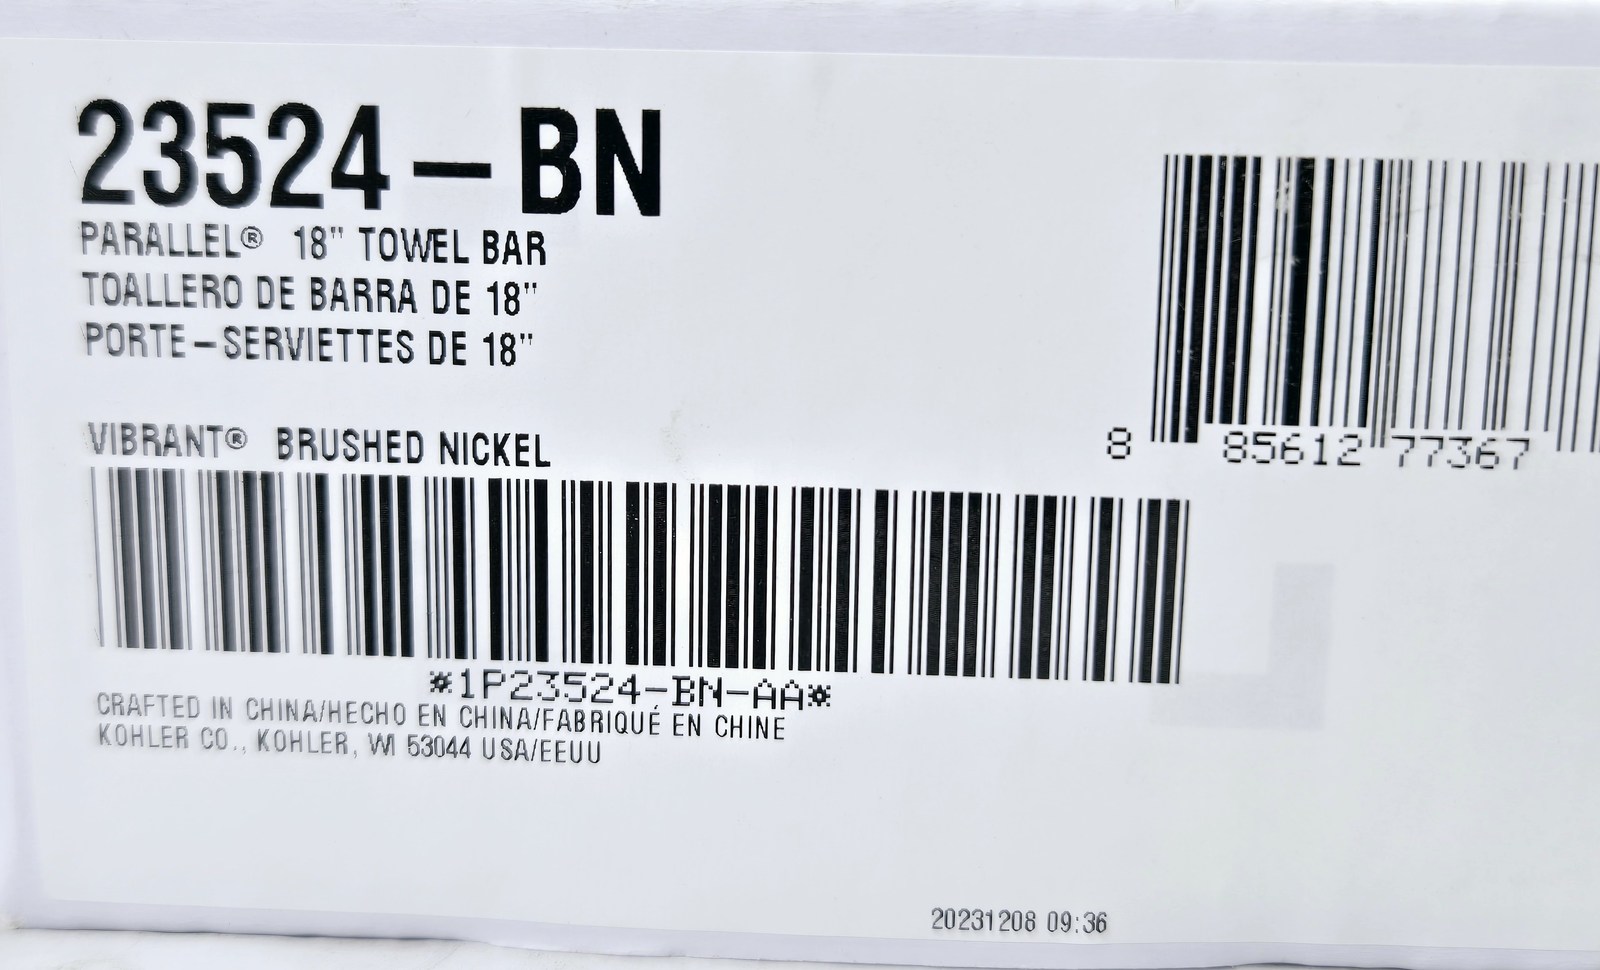 23524-BN
PARALLEL® 18" TOWEL BAR
TOALLERO DE BARRA DE 18"
PORTE-SERVIETTES DE 18"
VIBRANT® BRUSHED NICKEL
8 85612 77367
*1P23524-BN-AA*
CRAFTED IN CHINA/HECHO EN CHINA/FABRIQUÉ EN CHINE
KOHLER CO., KOHLER, WI 53044 USA/EEUU
20231208 09:36